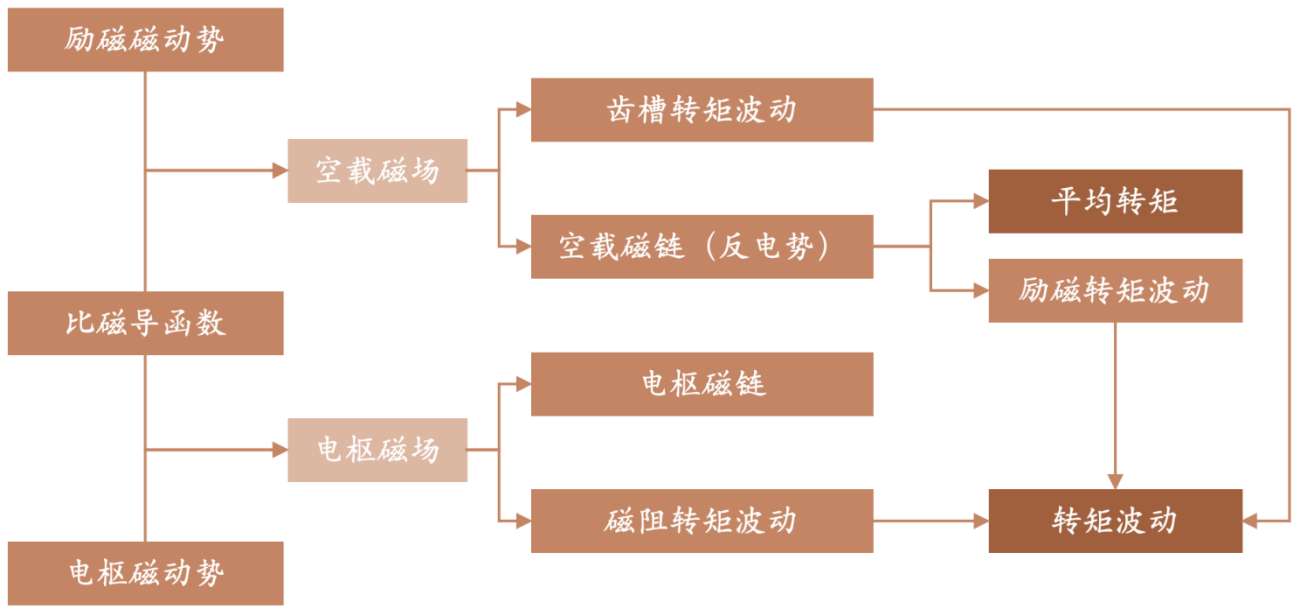 励磁磁动势
齿槽转矩波动
空载磁场
平均转矩
空载磁链（反电势）
励磁转矩波动
比磁导函数
电枢磁链
电枢磁场
磁阻转矩波动
转矩波动
电枢磁动势